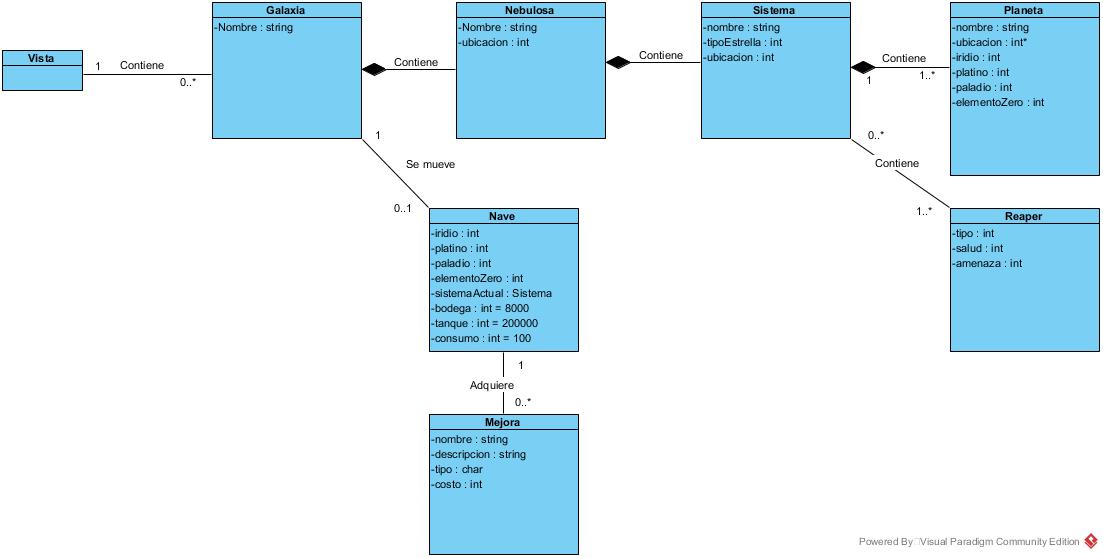 Vista
1
Contiene
0..*
Galaxia
-Nombre : string
Contiene
Nebulosa
-Nombre : string
-ubicacion : int
Contiene
Sistema
-nombre : string
-tipoEstrella : int
-ubicacion : int
Contiene
1
1..*
Planeta
-nombre : string
-ubicacion : int*
-iridio : int
-platino : int
-paladio : int
-elementoZero : int
1
Se mueve
0..1
0..*
Contiene
1..*
Nave
-iridio : int
-platino : int
-paladio : int
-elementoZero : int
-sistemaActual : Sistema
-bodega : int = 8000
-tanque : int = 200000
-consumo : int = 100
Reaper
-tipo : int
-salud : int
-amenaza : int
1
Adquiere
0..*
Mejora
-nombre : string
-descripcion : string
-tipo : char
-costo : int
Powered By Visual Paradigm Community Edition